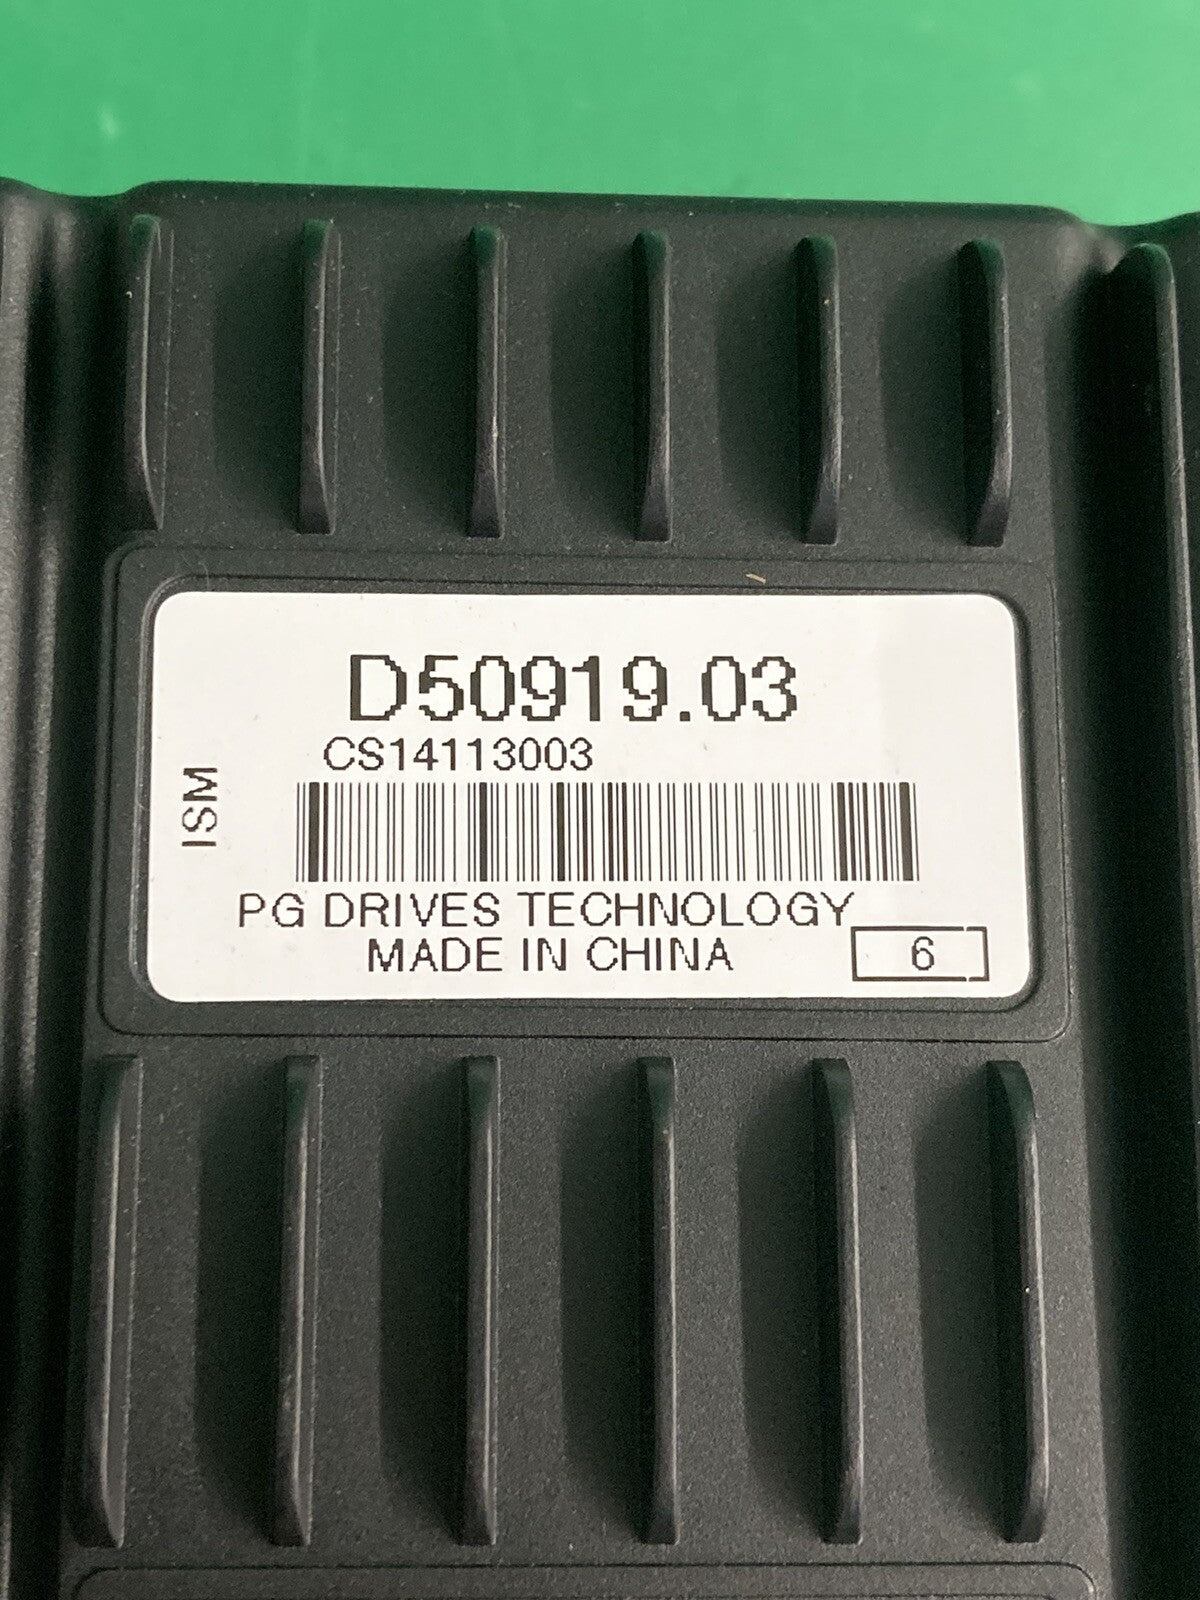 D50919.03
CS14113003
ISM
PG DRIVES TECHNOLOGY
MADE IN CHINA
6